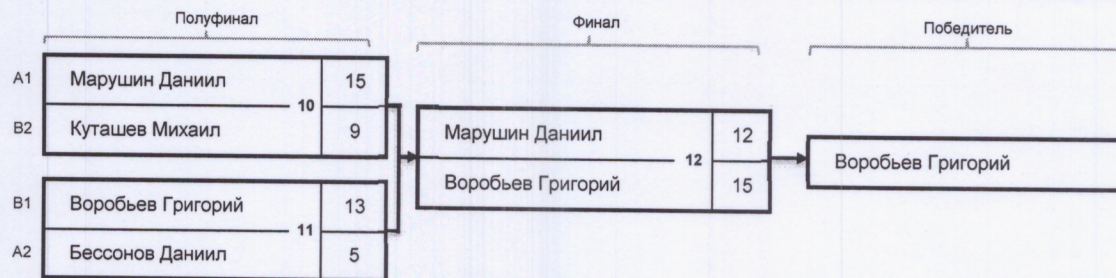 Полуфинал
Финал
Победитель
A1 Марушин Даниил 15
10
B2 Куташев Михаил 9
Марушин Даниил 12
12
Воробьев Григорий 15
Воробьев Григорий
B1 Воробьев Григорий 13
11
A2 Бессонов Даниил 5